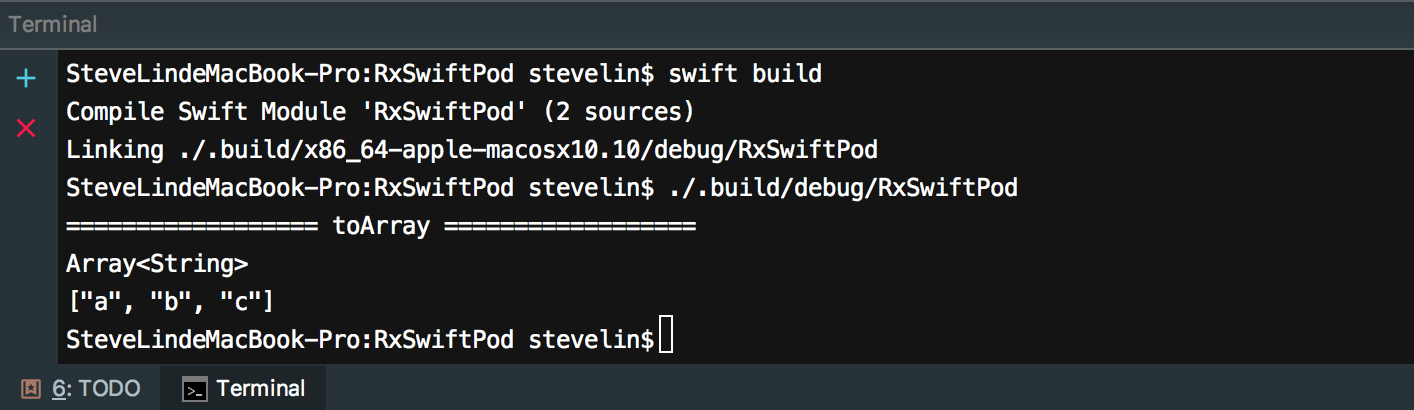 Terminal
SteveLindeMacBook-Pro:RxSwiftPod stevelin$ swift build
Compile Swift Module 'RxSwiftPod' (2 sources)
Linking ./.build/x86_64-apple-macosx10.10/debug/RxSwiftPod
SteveLindeMacBook-Pro:RxSwiftPod stevelin$ ./.build/debug/RxSwiftPod
================== toArray ==================
Array<String>
["a", "b", "c"]
SteveLindeMacBook-Pro:RxSwiftPod stevelin$
6: TODO Terminal